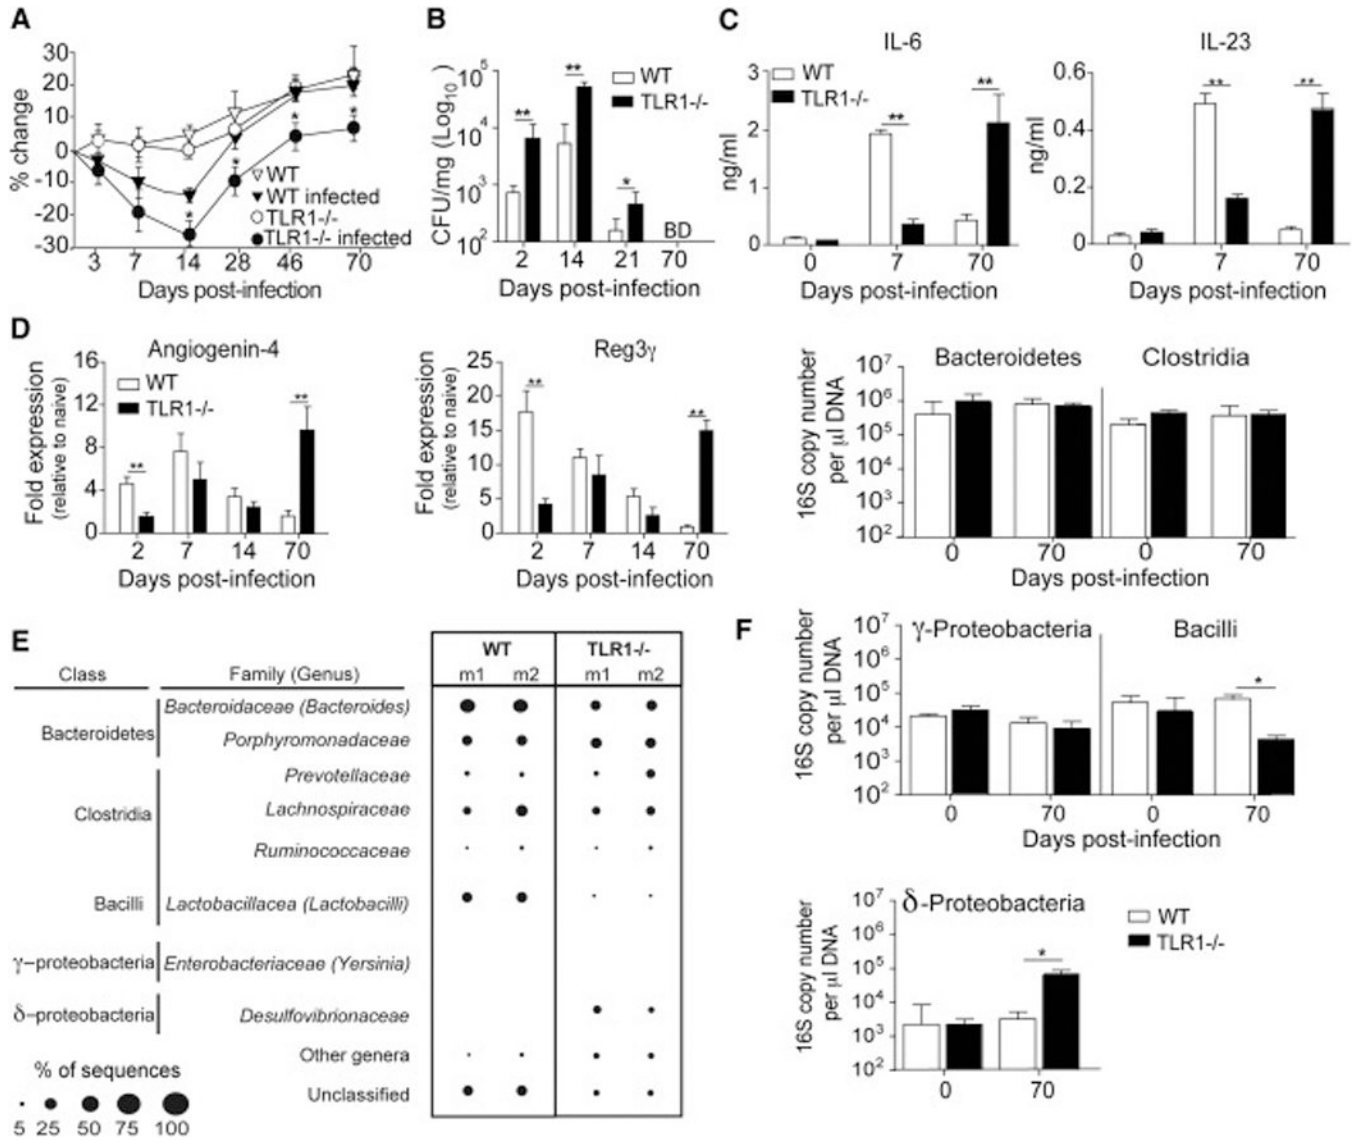 A
% change
30
20
10
0
-10
-20
-30
3 7 14 28 46 70
Days post-infection
WT
WT infected
TLR1-/-
TLR1-/- infected
*
*
*
*
B
CFU/mg (Log10)
10^5
10^4
10^3
10^2
**
**
*
BD
WT
TLR1-/-
2 14 21 70
Days post-infection
C
IL-6
ng/ml
3
2
1
0
WT
TLR1-/-
**
**
0 7 70
Days post-infection
IL-23
ng/ml
0.6
0.4
0.2
0
**
**
0 7 70
Days post-infection
D
Angiogenin-4
Fold expression
(relative to naive)
16
12
8
4
0
WT
TLR1-/-
**
**
2 7 14 70
Days post-infection
Reg3γ
Fold expression
(relative to naive)
25
20
15
10
5
0
**
**
2 7 14 70
Days post-infection
16S copy number
per µl DNA
10^7
10^6
10^5
10^4
10^3
10^2
Bacteroidetes Clostridia
0 70 0 70
Days post-infection
E
WT TLR1-/-
Class Family (Genus) m1 m2 m1 m2
Bacteroidetes
Bacteroidaceae (Bacteroides)
Porphyromonadaceae
Prevotellaceae
Clostridia
Lachnospiraceae
Ruminococcaceae
Bacilli Lactobacillacea (Lactobacilli)
γ-proteobacteria Enterobacteriaceae (Yersinia)
δ-proteobacteria Desulfovibrionaceae
Other genera
Unclassified
% of sequences
5 25 50 75 100
F
16S copy number
per µl DNA
10^7
10^6
10^5
10^4
10^3
10^2
γ-Proteobacteria Bacilli
*
0 70 0 70
Days post-infection
16S copy number
per µl DNA
10^7
10^6
10^5
10^4
10^3
10^2
δ-Proteobacteria
*
WT
TLR1-/-
0 70